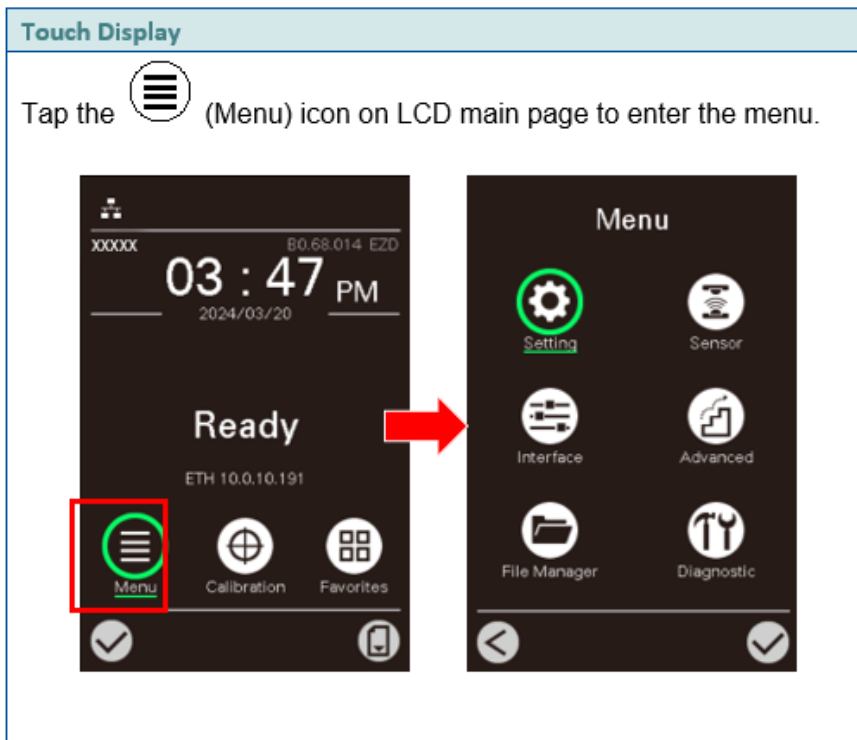 Touch Display
Tap the (Menu) icon on LCD main page to enter the menu.
XXXXX B0.68.014 EZD
03 : 47 PM
2024/03/20
Ready
ETH 10.0.10.191
Menu Calibration Favorites
Menu
Setting Sensor
Interface Advanced
File Manager Diagnostic